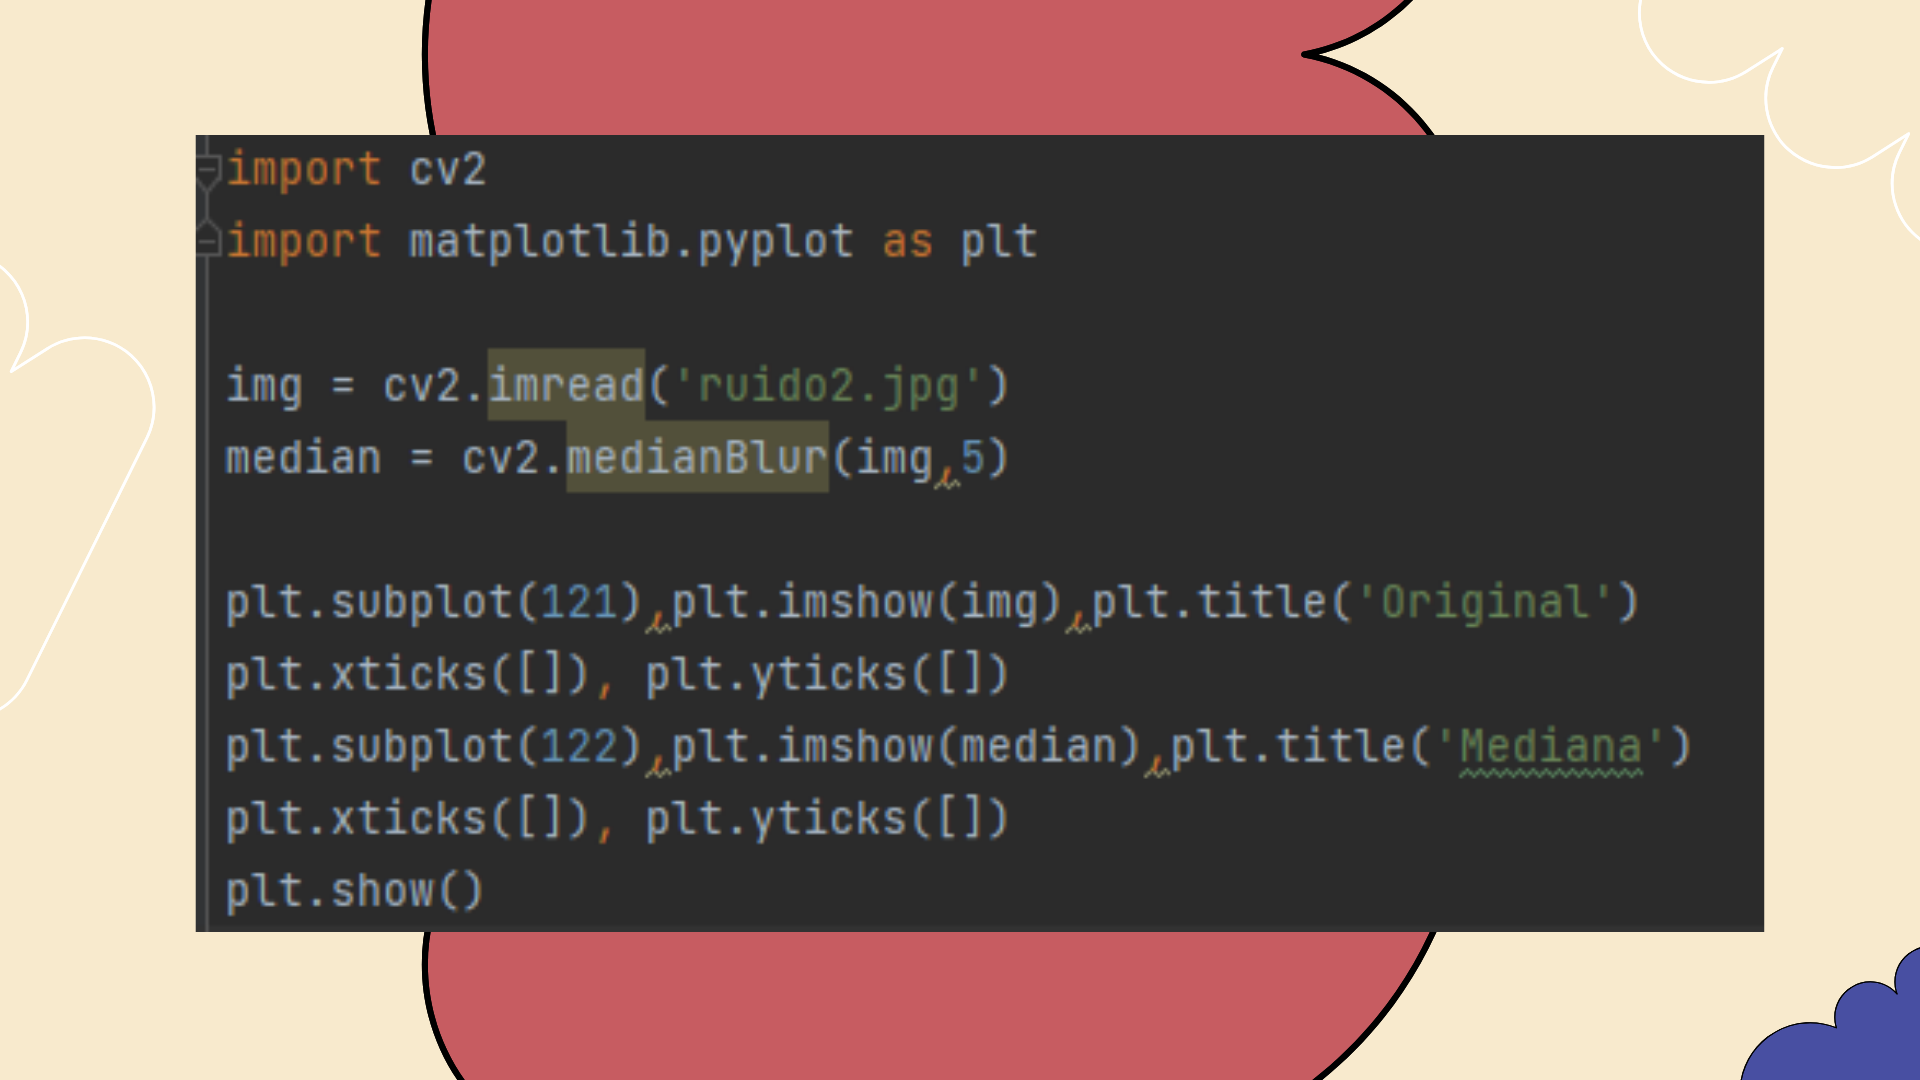 import cv2
import matplotlib.pyplot as plt
img = cv2.imread('ruido2.jpg')
median = cv2.medianBlur(img,5)
plt.subplot(121),plt.imshow(img),plt.title('Original')
plt.xticks([]), plt.yticks([])
plt.subplot(122),plt.imshow(median),plt.title('Mediana')
plt.xticks([]), plt.yticks([])
plt.show()